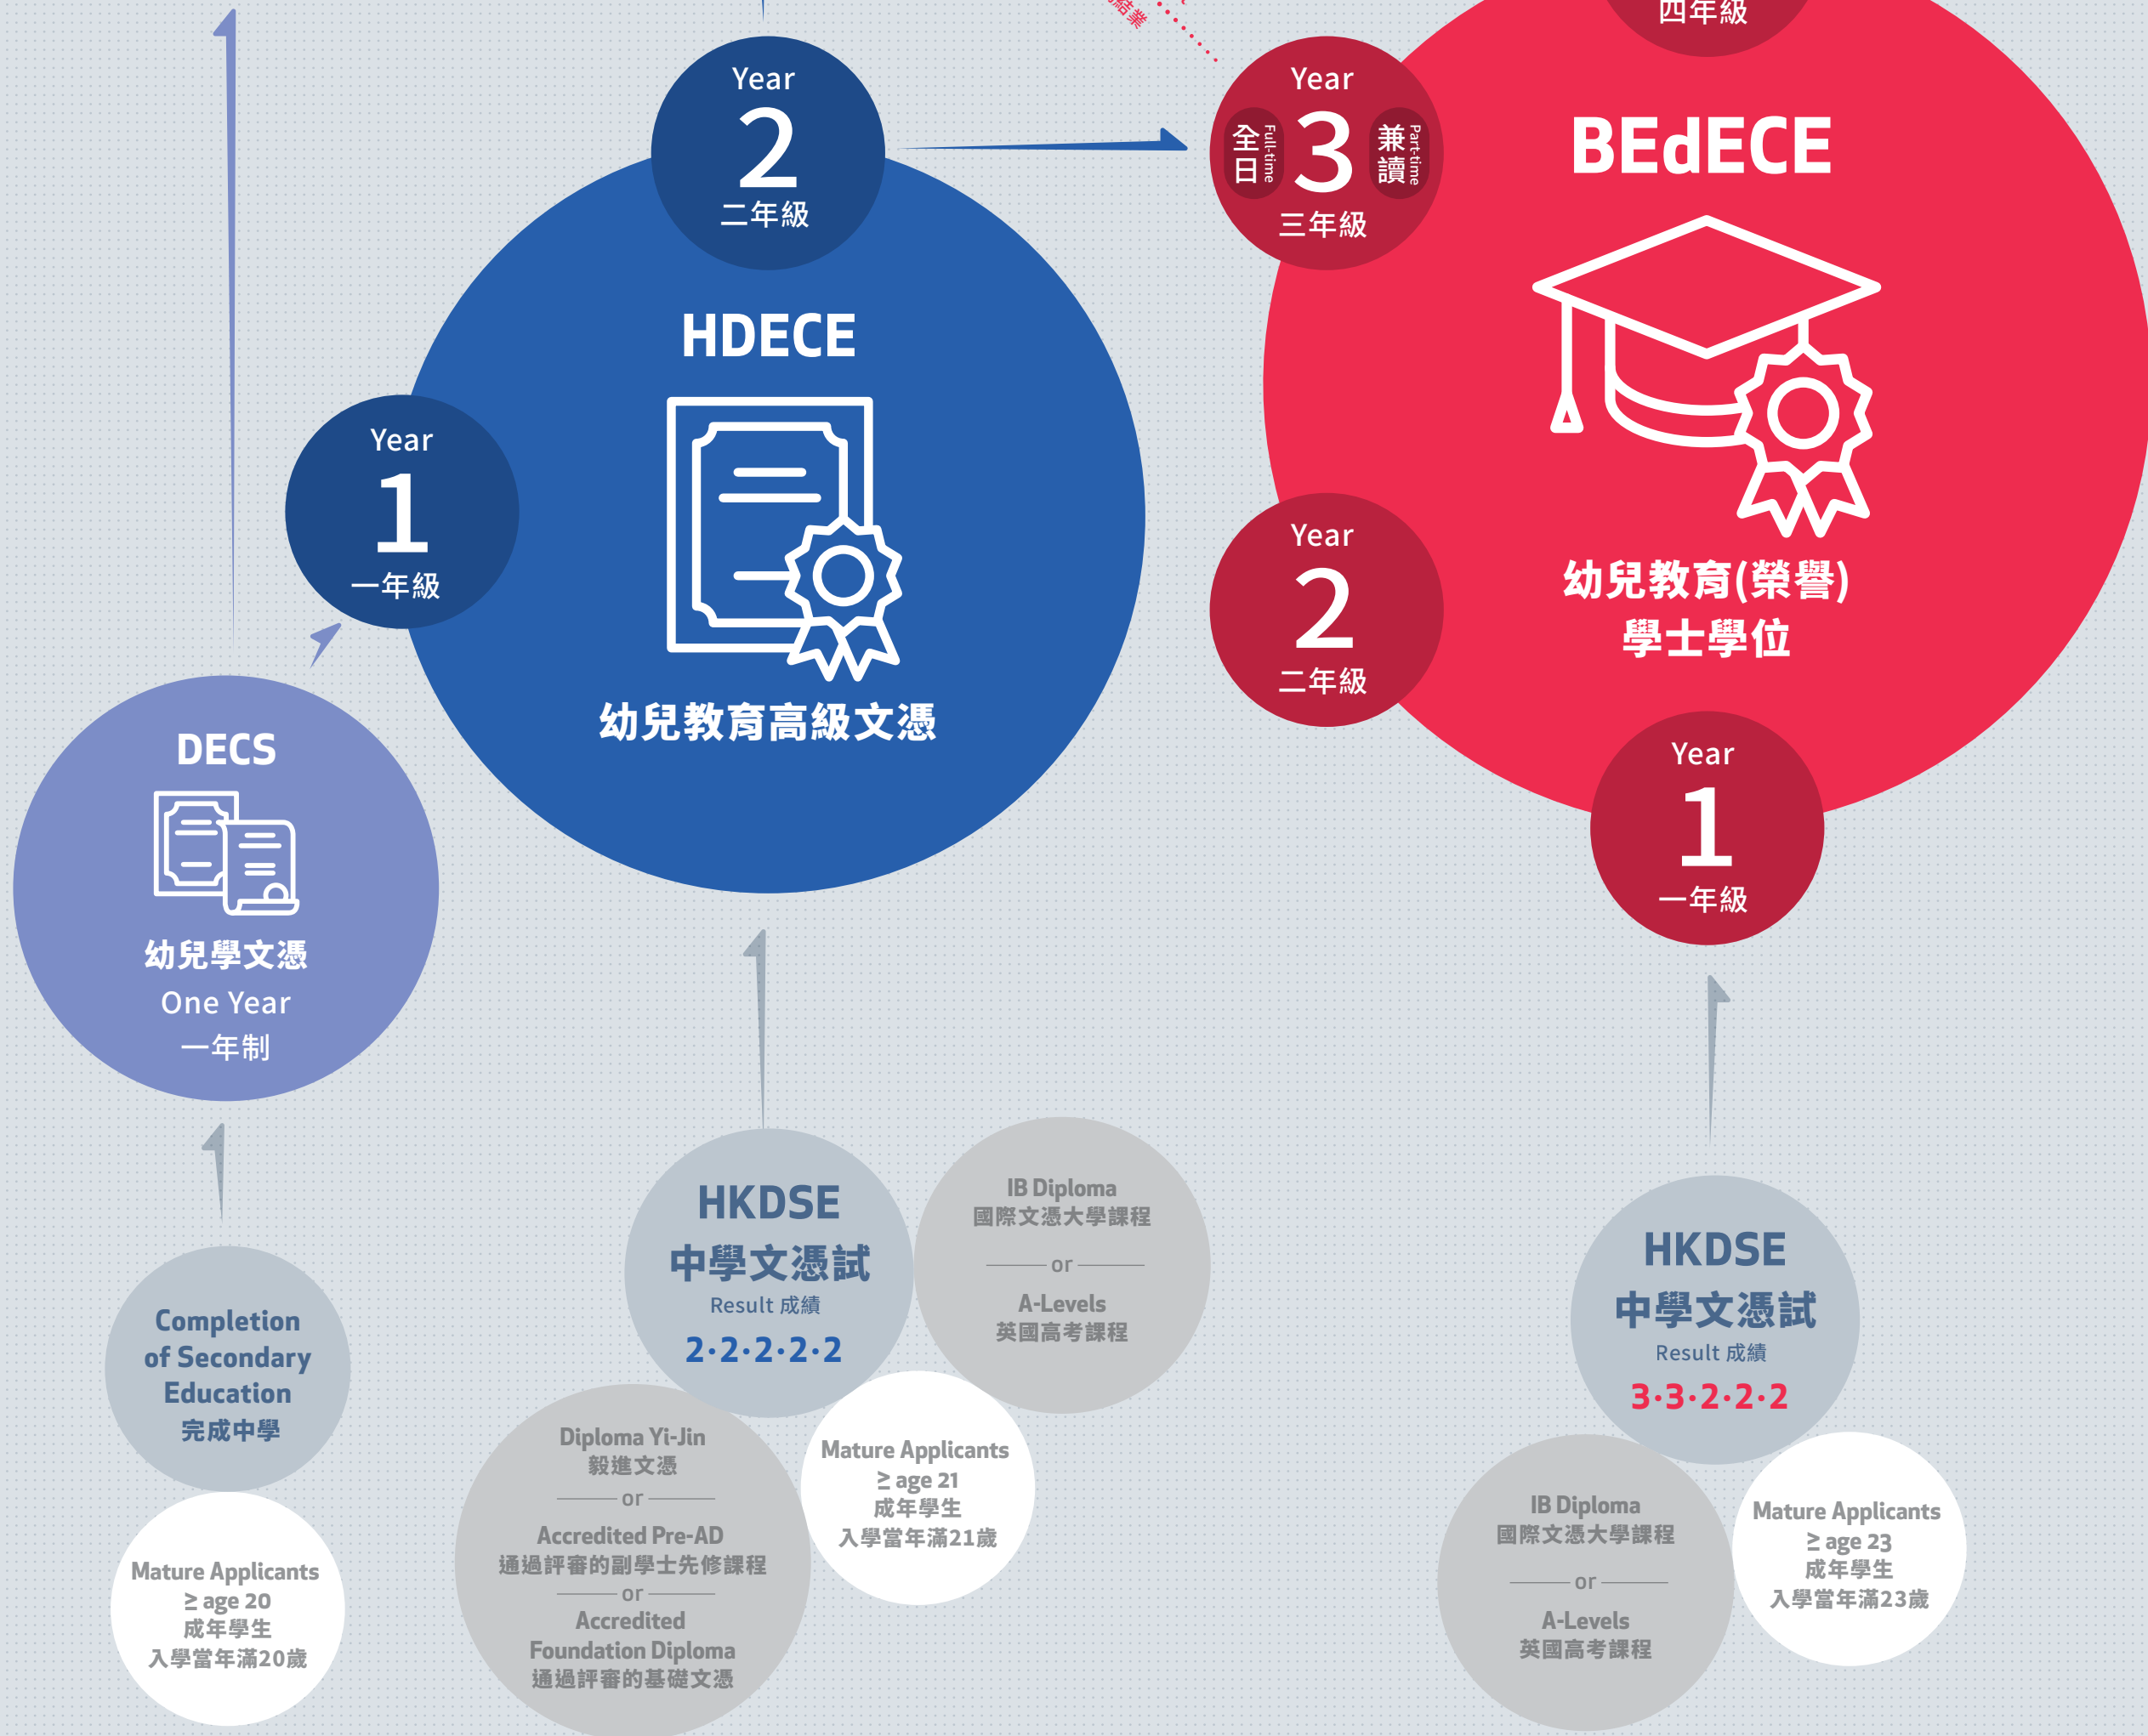 結業
四年級
Year
2
二年級
Year
全日
Full-time
3
兼讀
Part-time
三年級
BEdECE
幼兒教育(榮譽)
學士學位
HDECE
幼兒教育高級文憑
Year
1
一年級
Year
2
二年級
Year
1
一年級
DECS
幼兒學文憑
One Year
一年制
Completion
of Secondary
Education
完成中學
Mature Applicants
≥ age 20
成年學生
入學當年滿20歲
HKDSE
中學文憑試
Result 成績
2·2·2·2·2
IB Diploma
國際文憑大學課程
or
A-Levels
英國高考課程
Diploma Yi-Jin
毅進文憑
or
Accredited Pre-AD
通過評審的副學士先修課程
or
Accredited
Foundation Diploma
通過評審的基礎文憑
Mature Applicants
≥ age 21
成年學生
入學當年滿21歲
HKDSE
中學文憑試
Result 成績
3·3·2·2·2
IB Diploma
國際文憑大學課程
or
A-Levels
英國高考課程
Mature Applicants
≥ age 23
成年學生
入學當年滿23歲